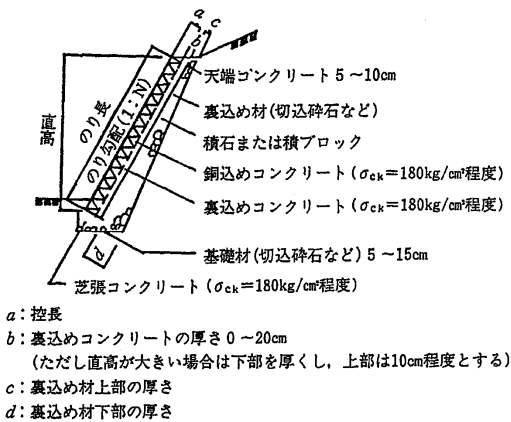 a
c
b
天端コンクリート5～10cm
裏込め材(切込砕石など)
積石または積ブロック
銅込めコンクリート(σck＝180kg/cm²程度)
裏込めコンクリート(σck＝180kg/cm²程度)
基礎材(切込砕石など)5～15cm
直高
のり長
のり勾配(1：N)
d
芝張コンクリート(σck＝180kg/cm²程度)
a：控長
b：裏込めコンクリートの厚さ0～20cm
(ただし直高が大きい場合は下部を厚くし，上部は10cm程度とする)
c：裏込め材上部の厚さ
d：裏込め材下部の厚さ